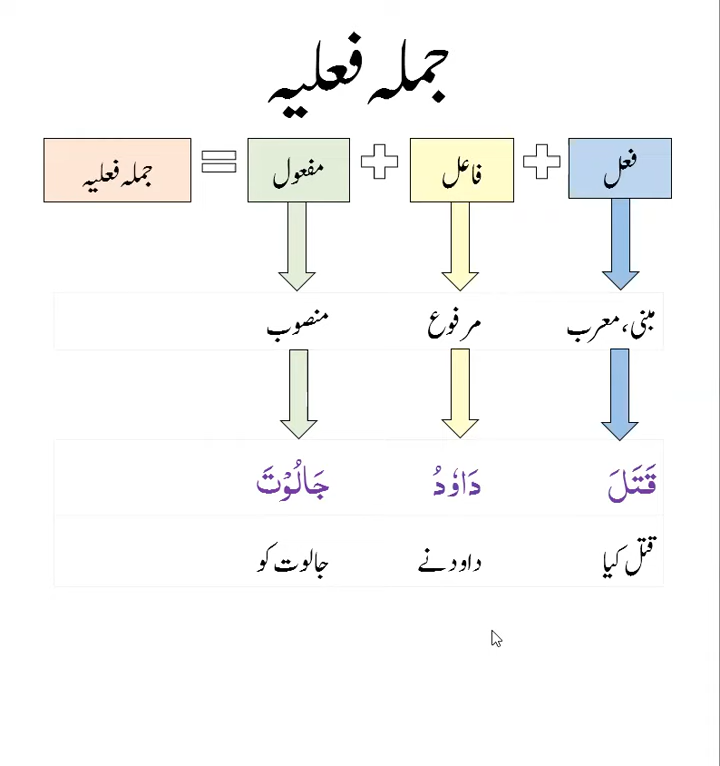 جملہ فعلیہ
فعل + فاعل + مفعول = جملہ فعلیہ
مبنی، معرب مرفوع منصوب
قَتَلَ دَاوٗدُ جَالُوْتَ
قتل کیا داود نے جالوت کو